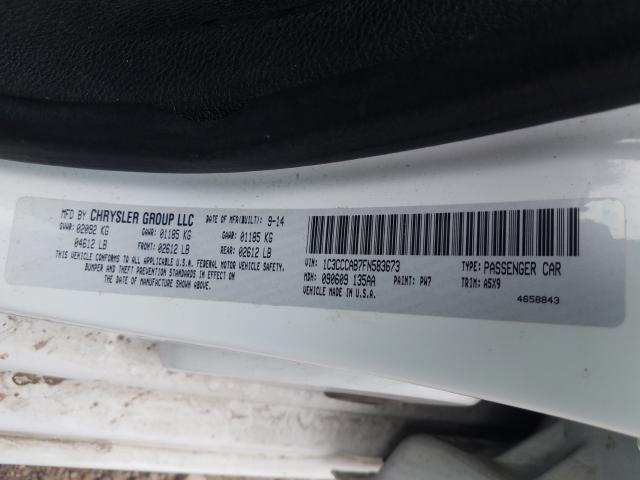 MFD BY CHRYSLER GROUP LLC DATE OF MFR(BUILT): 9-14
GVWR: 02092 KG GAWR: 01185 KG GAWR: 01185 KG
04612 LB FRONT: 02612 LB REAR: 02612 LB
THIS VEHICLE CONFORMS TO ALL APPLICABLE U.S.A.
FEDERAL MOTOR VEHICLE STANDARDS SAFETY,
BUMPER AND THEFT PREVENTION STANDARDS IN EFFECT ON
THE DATE OF MANUFACTURE SHOWN ABOVE.
VIN: 1C3CCCAB7FN583673 TYPE: PASSENGER CAR
MDH: 090609 135AA PAINT: PW7 TRIM: A5X9
VEHICLE MADE IN U.S.A. 4658843